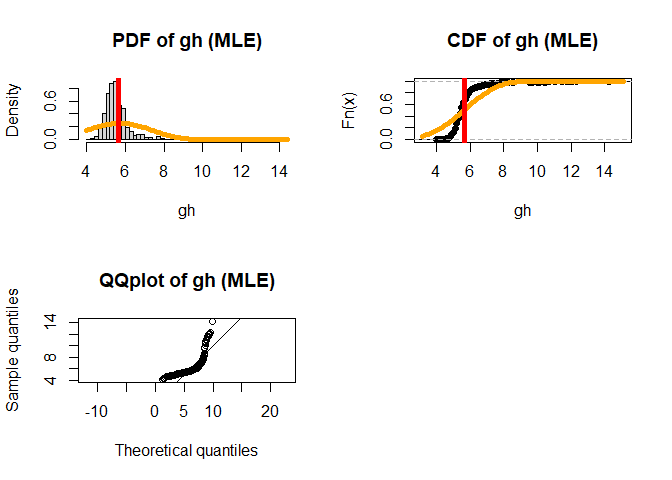 PDF of gh (MLE)
Density
0.0 0.6
4 6 8 10 12 14
gh
CDF of gh (MLE)
Fn(x)
0.0 0.6
4 6 8 10 12 14
gh
QQplot of gh (MLE)
Sample quantiles
4 8 14
-10 0 5 10 20
Theoretical quantiles